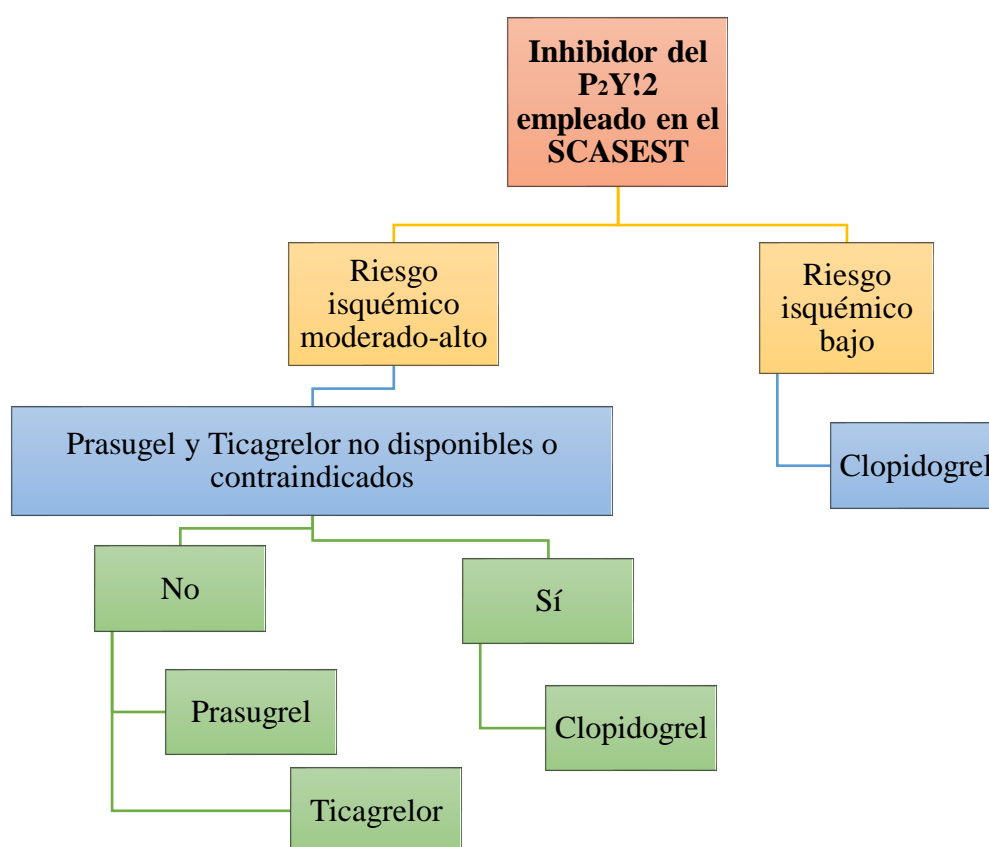 Inhibidor del
P₂Y!2
empleado en el
SCASEST
Riesgo
isquémico
moderado-alto
Riesgo
isquémico
bajo
Prasugel y Ticagrelor no disponibles o
contraindicados
Clopidogrel
No
Sí
Prasugrel
Clopidogrel
Ticagrelor